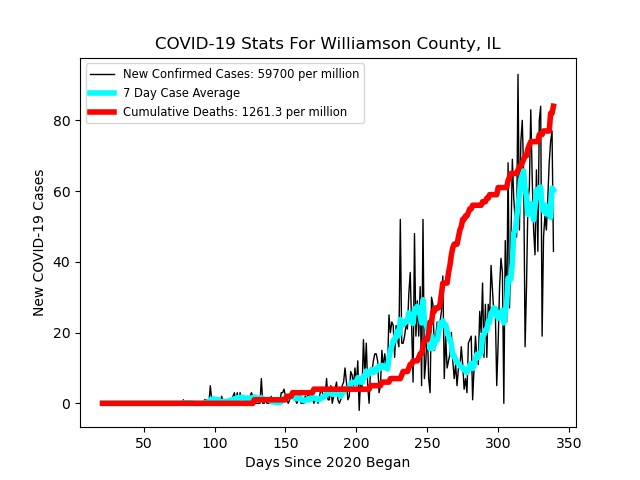 COVID-19 Stats For Williamson County, IL
New Confirmed Cases: 59700 per million
7 Day Case Average
Cumulative Deaths: 1261.3 per million
New COVID-19 Cases
80
60
40
20
0
50 100 150 200 250 300 350
Days Since 2020 Began